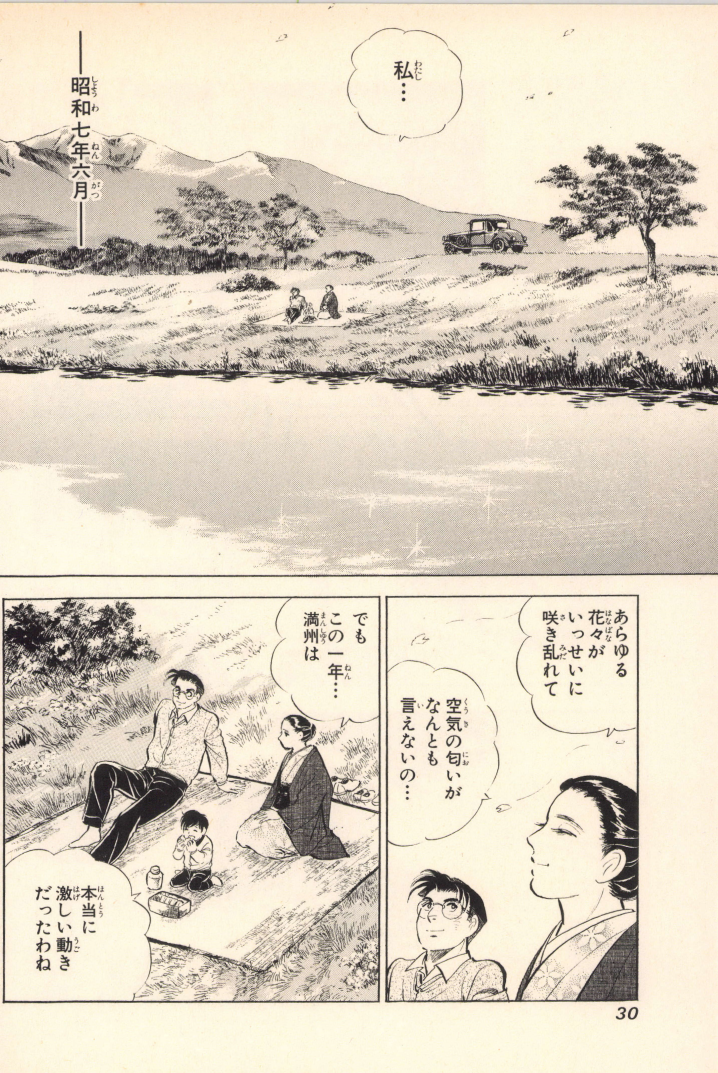 私…
──昭和七年六月──
あらゆる
花々が
いっせいに
咲き乱れて
空気の匂いが
なんとも
言えないの…
でも
この一年…
満州は
本当に
激しい動き
だったわね
30